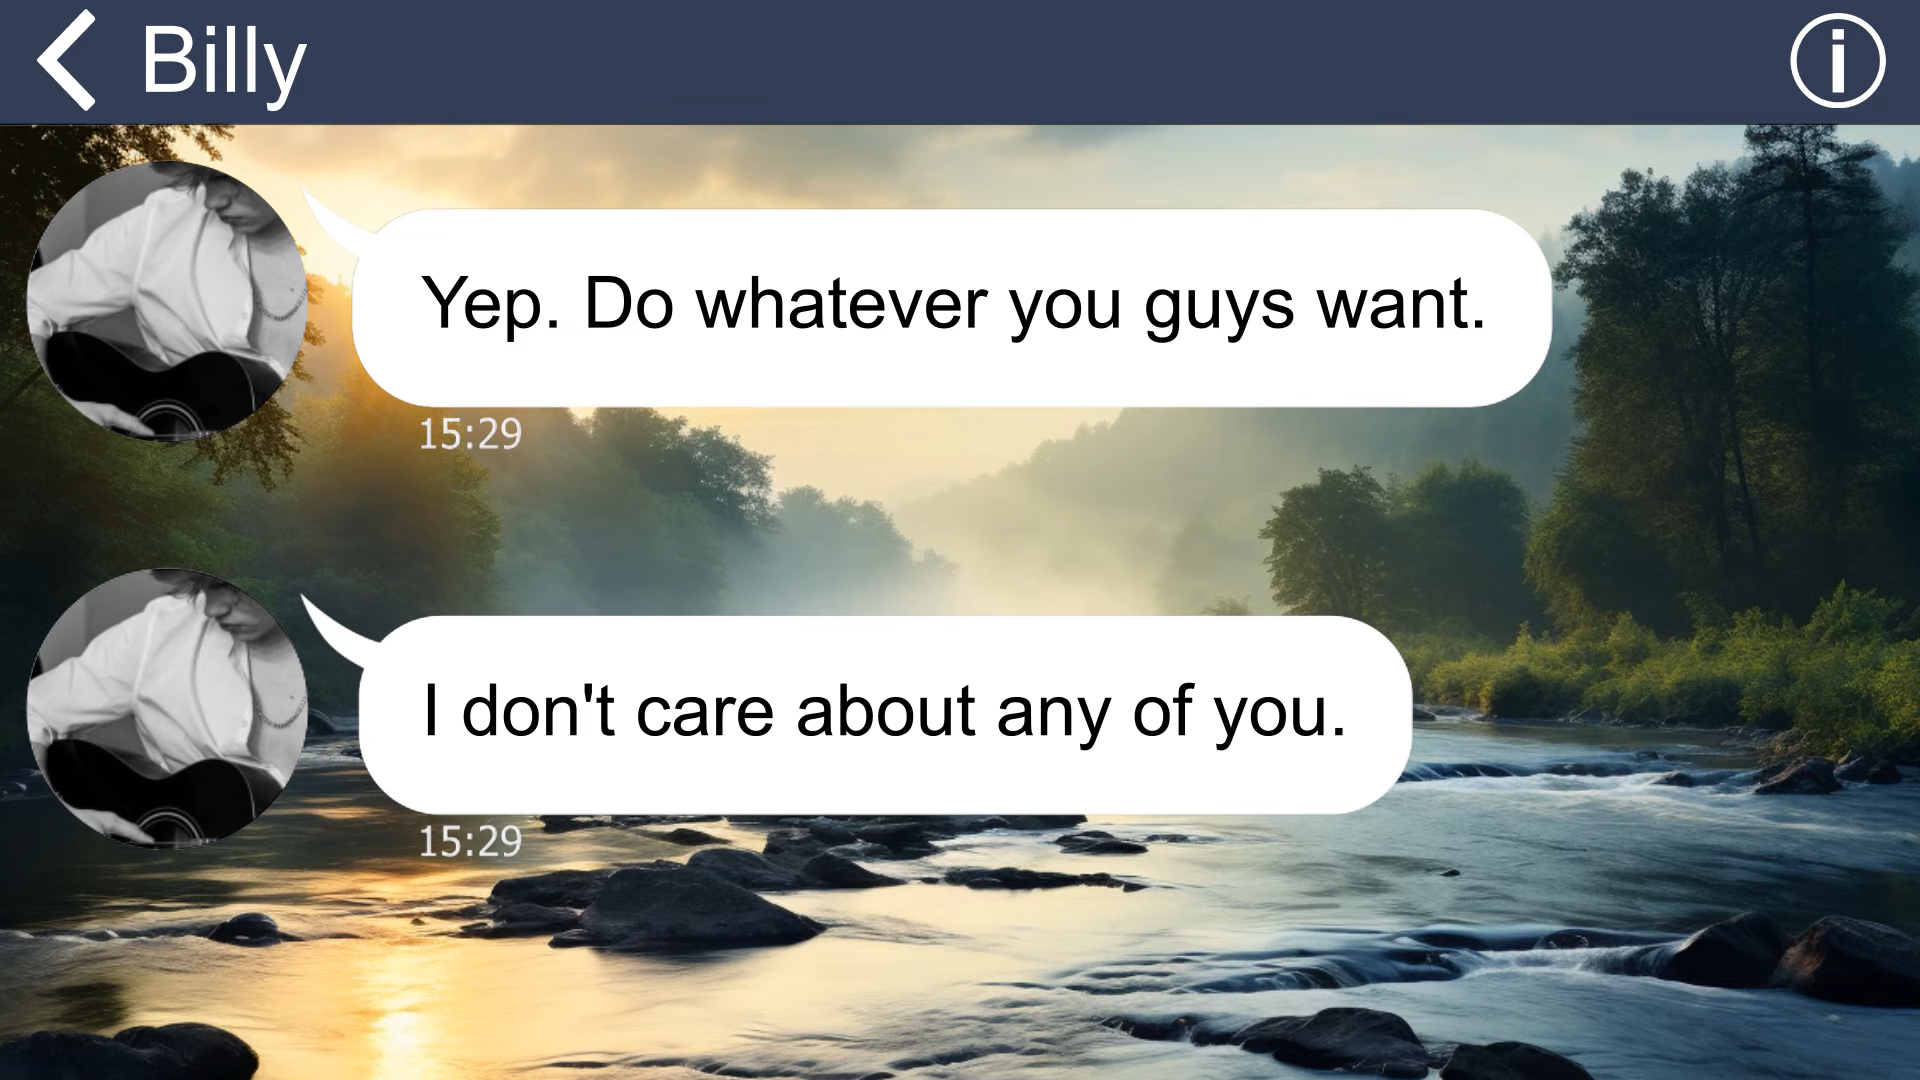 Billy
Yep. Do whatever you guys want.
15:29
I don't care about any of you.
15:29